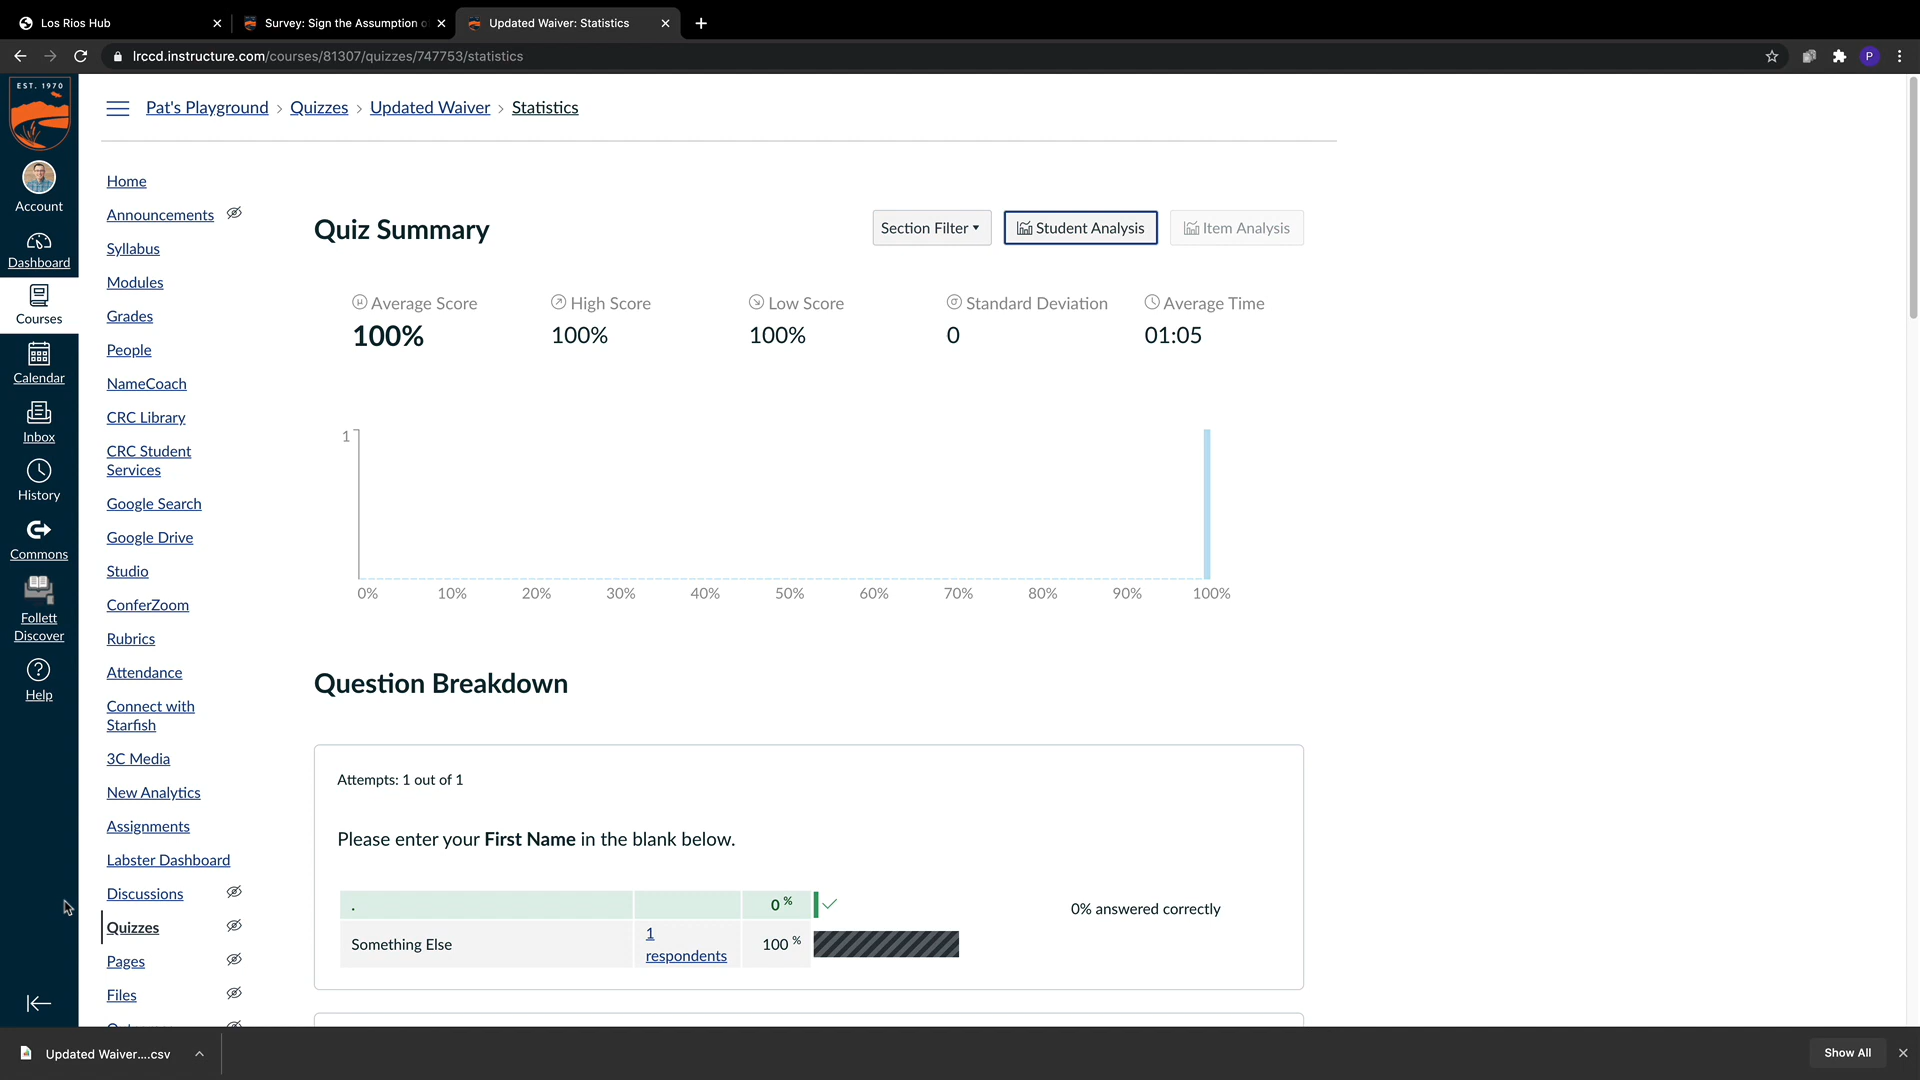 Los Rios Hub
Survey: Sign the Assumption o
Updated Waiver: Statistics
lrccd.instructure.com/courses/81307/quizzes/747753/statistics
P
EST. 1970
Account
Dashboard
Courses
Calendar
Inbox
History
Commons
Follett
Discover
Help
Pat's Playground > Quizzes > Updated Waiver > Statistics
Home
Announcements
Syllabus
Modules
Grades
People
NameCoach
CRC Library
CRC Student
Services
Google Search
Google Drive
Studio
ConferZoom
Rubrics
Attendance
Connect with
Starfish
3C Media
New Analytics
Assignments
Labster Dashboard
Discussions
Quizzes
Pages
Files
Quiz Summary
Section Filter
Student Analysis
Item Analysis
Average Score
100%
High Score
100%
Low Score
100%
Standard Deviation
0
Average Time
01:05
1
0% 10% 20% 30% 40% 50% 60% 70% 80% 90% 100%
Question Breakdown
Attempts: 1 out of 1
Please enter your First Name in the blank below.
. 0 %
0% answered correctly
Something Else 1 respondents 100 %
Updated Waiver....csv
Show All